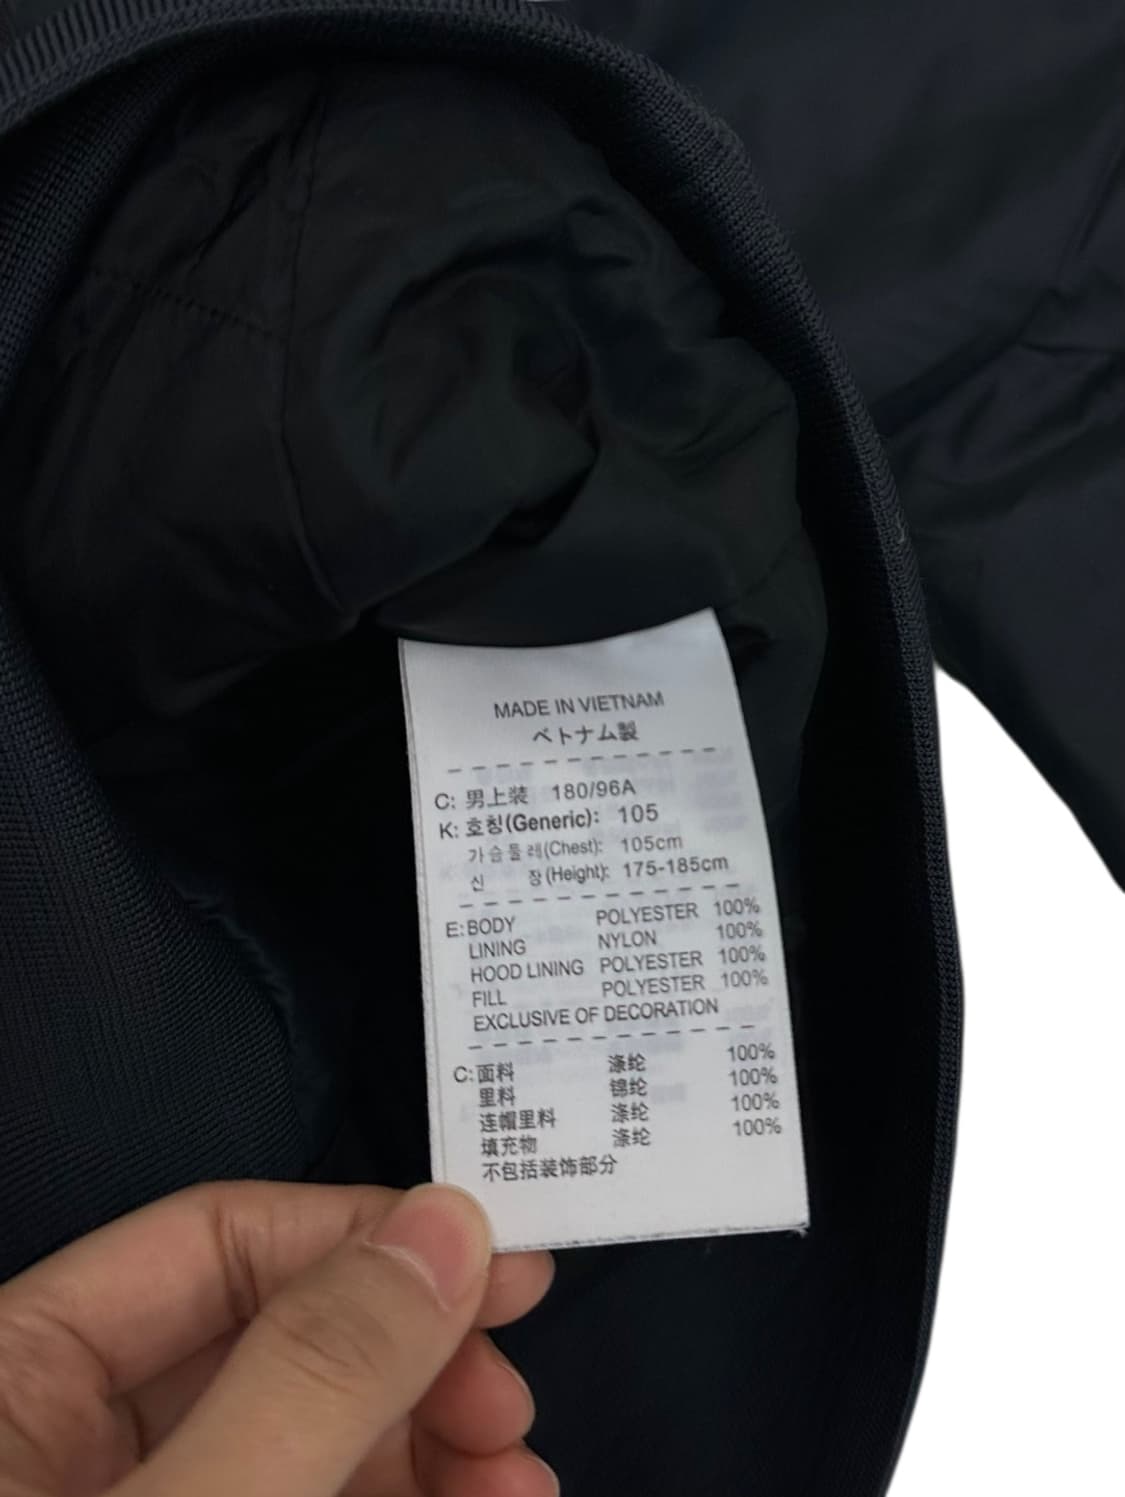 MADE IN VIETNAM
ベトナム製
C: 男上装 180/96A
K: 호칭(Generic): 105
가슴둘레(Chest): 105cm
신 장(Height): 175-185cm
E: BODY POLYESTER 100%
LINING NYLON 100%
HOOD LINING POLYESTER 100%
FILL POLYESTER 100%
EXCLUSIVE OF DECORATION
C: 面料 涤纶 100%
里料 锦纶 100%
连帽里料 涤纶 100%
填充物 涤纶 100%
不包括装饰部分